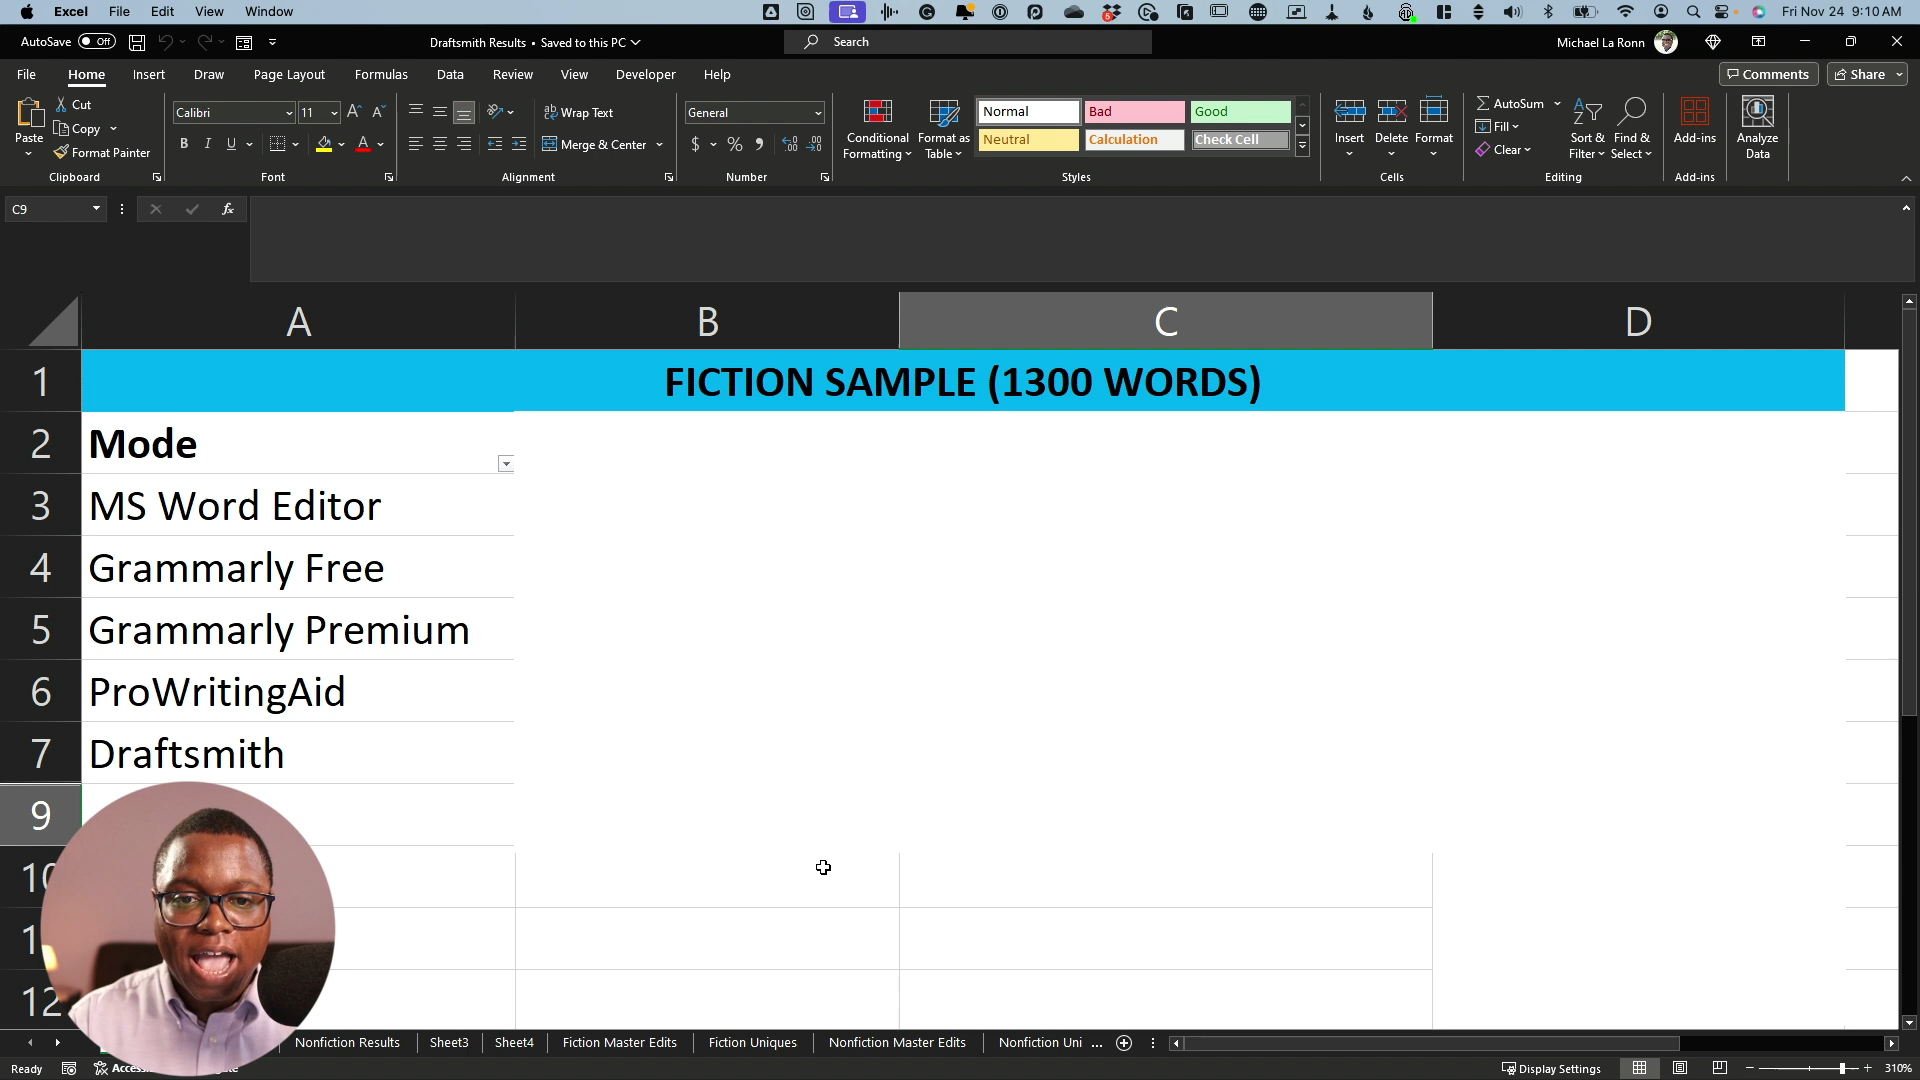 Excel File Edit View Window Fri Nov 24 9:10 AM
AutoSave Off Draftsmith Results • Saved to this PC Search Michael La Ronn
File Home Insert Draw Page Layout Formulas Data Review View Developer Help Comments Share
Paste Cut Copy Format Painter
Calibri 11
B I U
Wrap Text
Merge & Center
General
$ %
Conditional Formatting
Format as Table
Normal Bad Good
Neutral Calculation Check Cell
Insert Delete Format
AutoSum
Fill
Clear
Sort & Filter
Find & Select
Add-ins
Analyze Data
Clipboard Font Alignment Number Styles Cells Editing Add-ins
C9 fx
A B C D
1 FICTION SAMPLE (1300 WORDS)
2 Mode
3 MS Word Editor
4 Grammarly Free
5 Grammarly Premium
6 ProWritingAid
7 Draftsmith
9
10
12
Nonfiction Results Sheet3 Sheet4 Fiction Master Edits Fiction Uniques Nonfiction Master Edits Nonfiction Uni ...
Ready Display Settings 310%